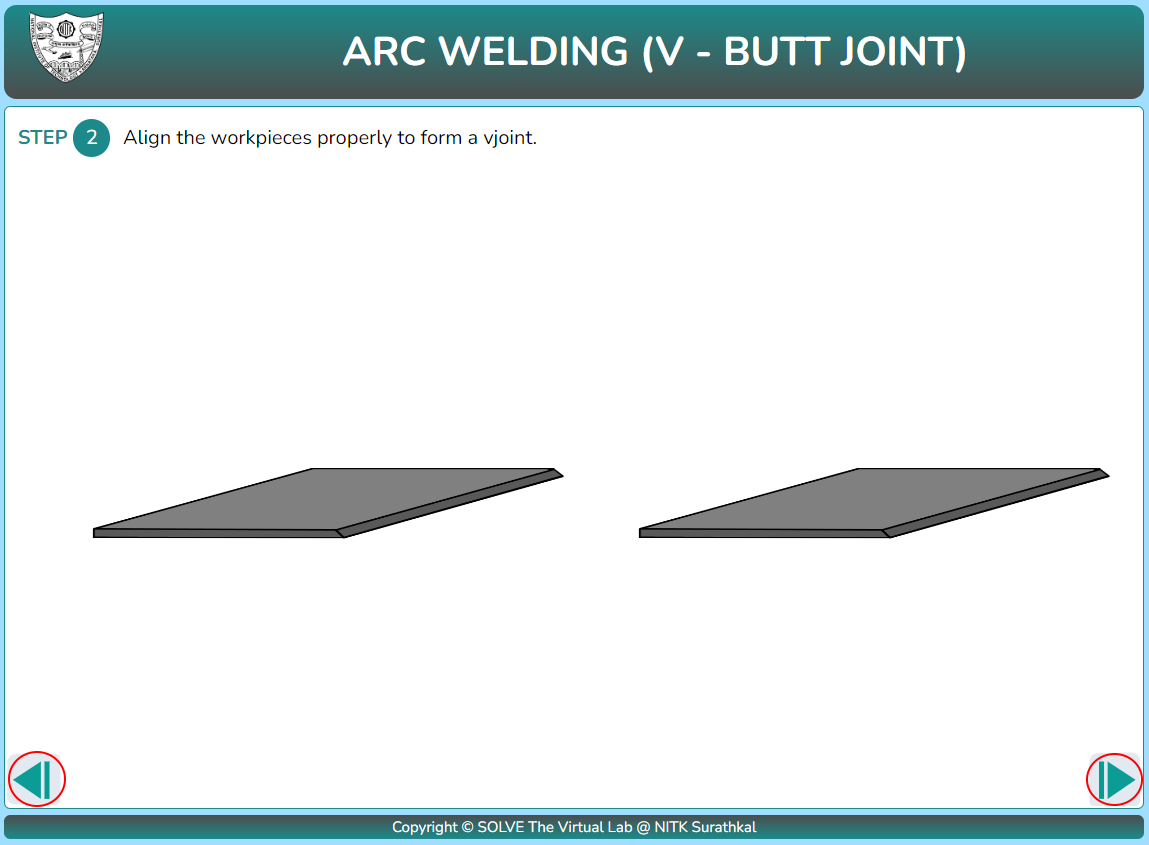 ARC WELDING (V - BUTT JOINT)
STEP 2 Align the workpieces properly to form a vjoint.
Copyright © SOLVE The Virtual Lab @ NITK Surathkal